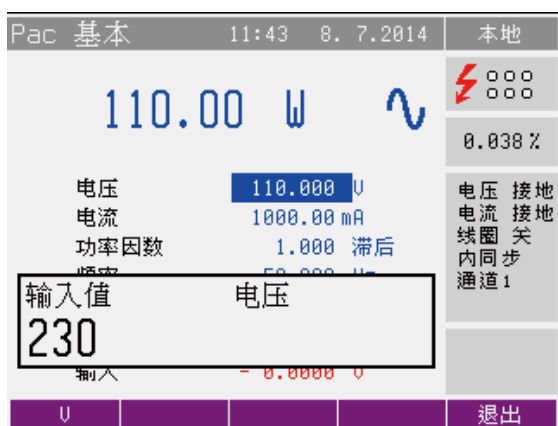 Pac 基本 11:43 8. 7.2014 本地
110.00 W
0.038 %
电压 110.000 V
电流 1000.00 mA
功率因数 1.000 滞后
电压 接地
电流 接地
线圈 关
内同步
通道1
输入值 电压
230
输入 - 0.0000 V
V 退出